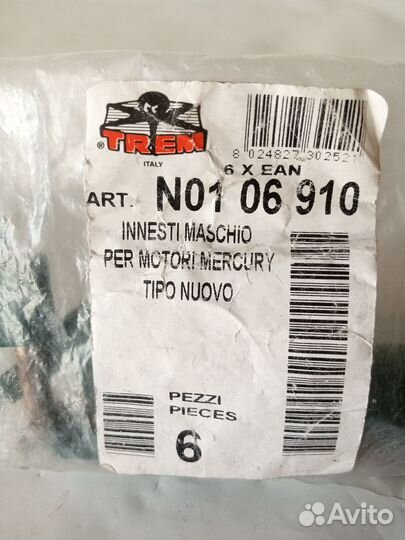 ® TREM
ITALY
8 024827 302521
6 X EAN
ART. N01 06 910
INNESTI MASCHIO
PER MOTORI MERCURY
TIPO NUOVO
PEZZI
PIECES
6
Avito